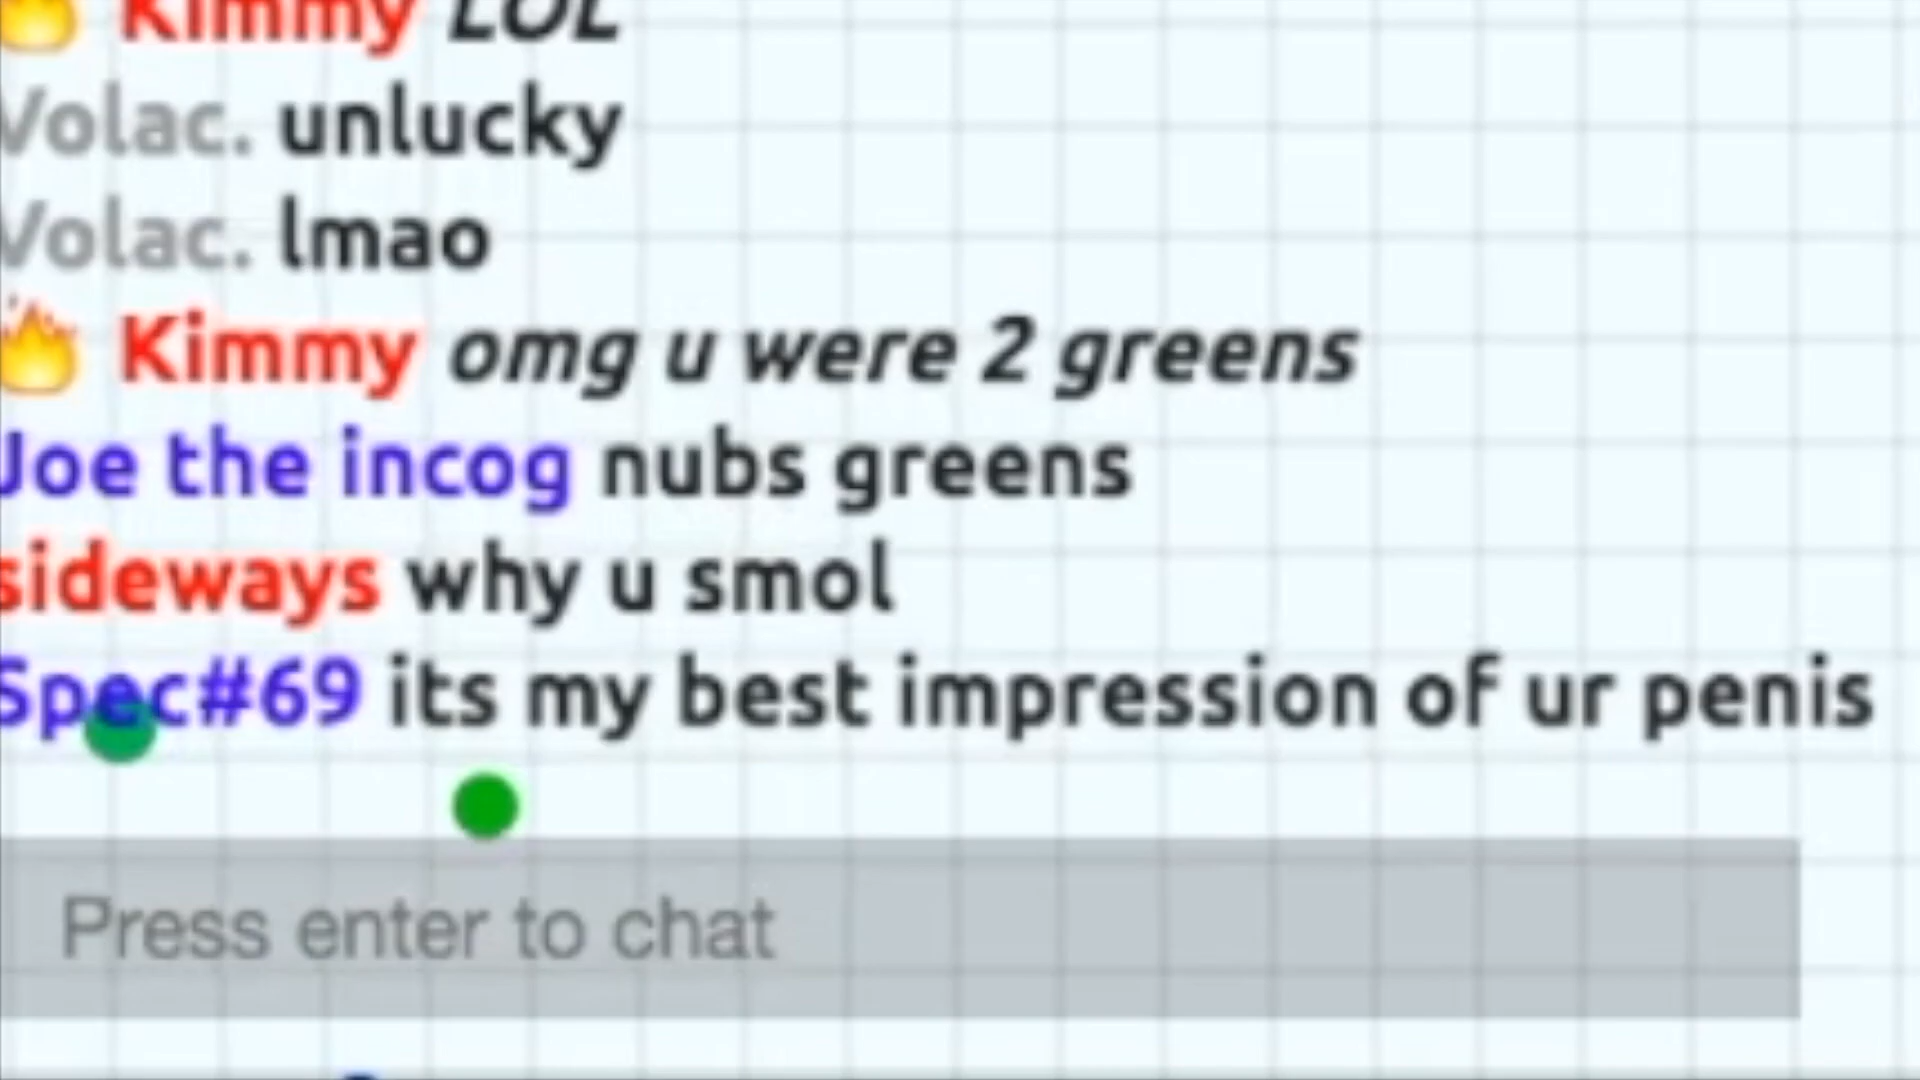 Kimmy LOL
Volac. unlucky
Volac. lmao
Kimmy omg u were 2 greens
Joe the incog nubs greens
sideways why u smol
Spec#69 its my best impression of ur penis
Press enter to chat